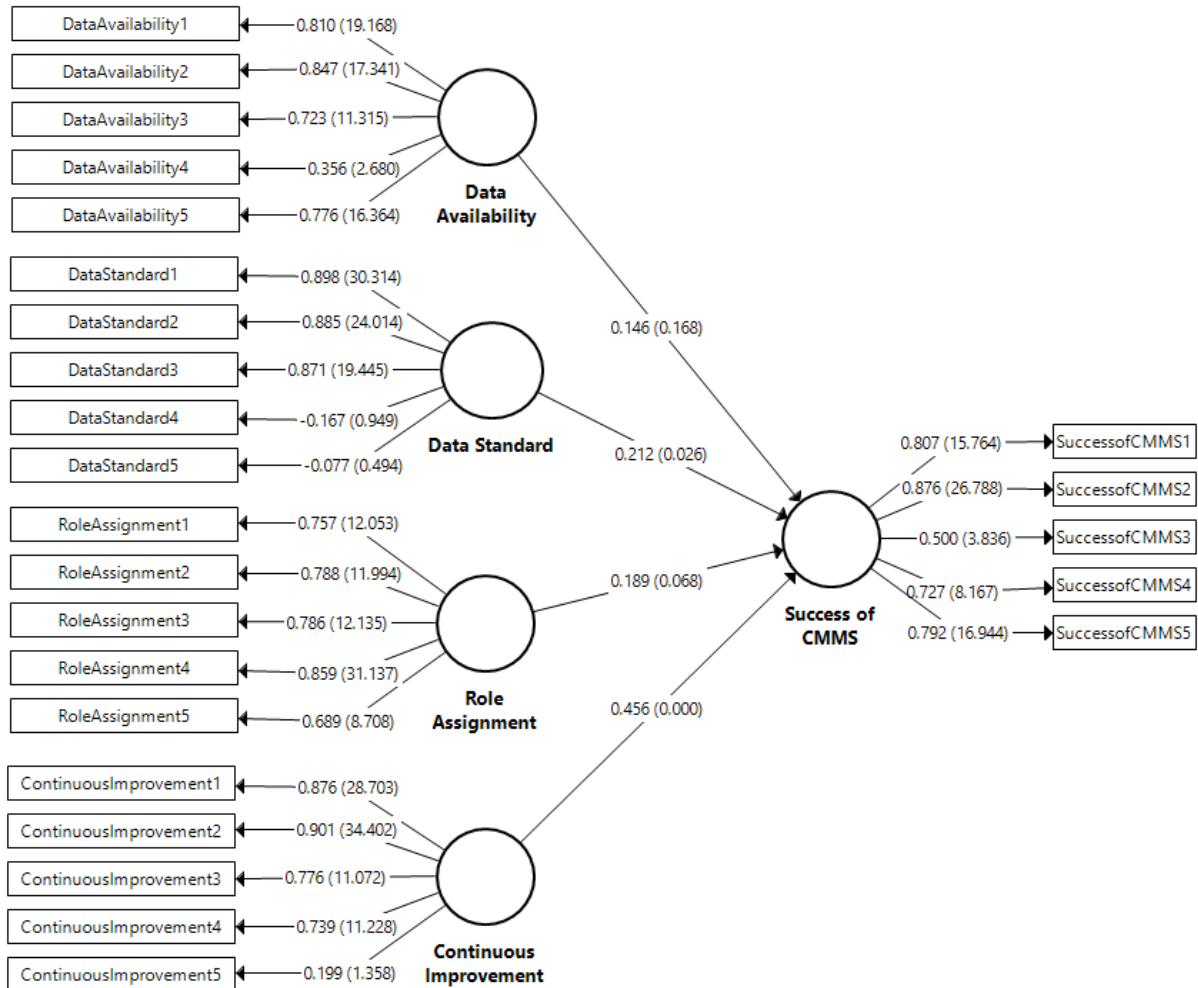 DataAvailability1
0.810 (19.168)
DataAvailability2
0.847 (17.341)
DataAvailability3
0.723 (11.315)
DataAvailability4
0.356 (2.680)
DataAvailability5
0.776 (16.364)
Data
Availability
0.146 (0.168)
DataStandard1
0.898 (30.314)
DataStandard2
0.885 (24.014)
DataStandard3
0.871 (19.445)
DataStandard4
-0.167 (0.949)
DataStandard5
-0.077 (0.494)
Data Standard
0.212 (0.026)
RoleAssignment1
0.757 (12.053)
RoleAssignment2
0.788 (11.994)
RoleAssignment3
0.786 (12.135)
RoleAssignment4
0.859 (31.137)
RoleAssignment5
0.689 (8.708)
Role
Assignment
0.189 (0.068)
ContinuousImprovement1
0.876 (28.703)
ContinuousImprovement2
0.901 (34.402)
ContinuousImprovement3
0.776 (11.072)
ContinuousImprovement4
0.739 (11.228)
ContinuousImprovement5
0.199 (1.358)
Continuous
Improvement
0.456 (0.000)
Success of
CMMS
0.807 (15.764)
SuccessofCMMS1
0.876 (26.788)
SuccessofCMMS2
0.500 (3.836)
SuccessofCMMS3
0.727 (8.167)
SuccessofCMMS4
0.792 (16.944)
SuccessofCMMS5